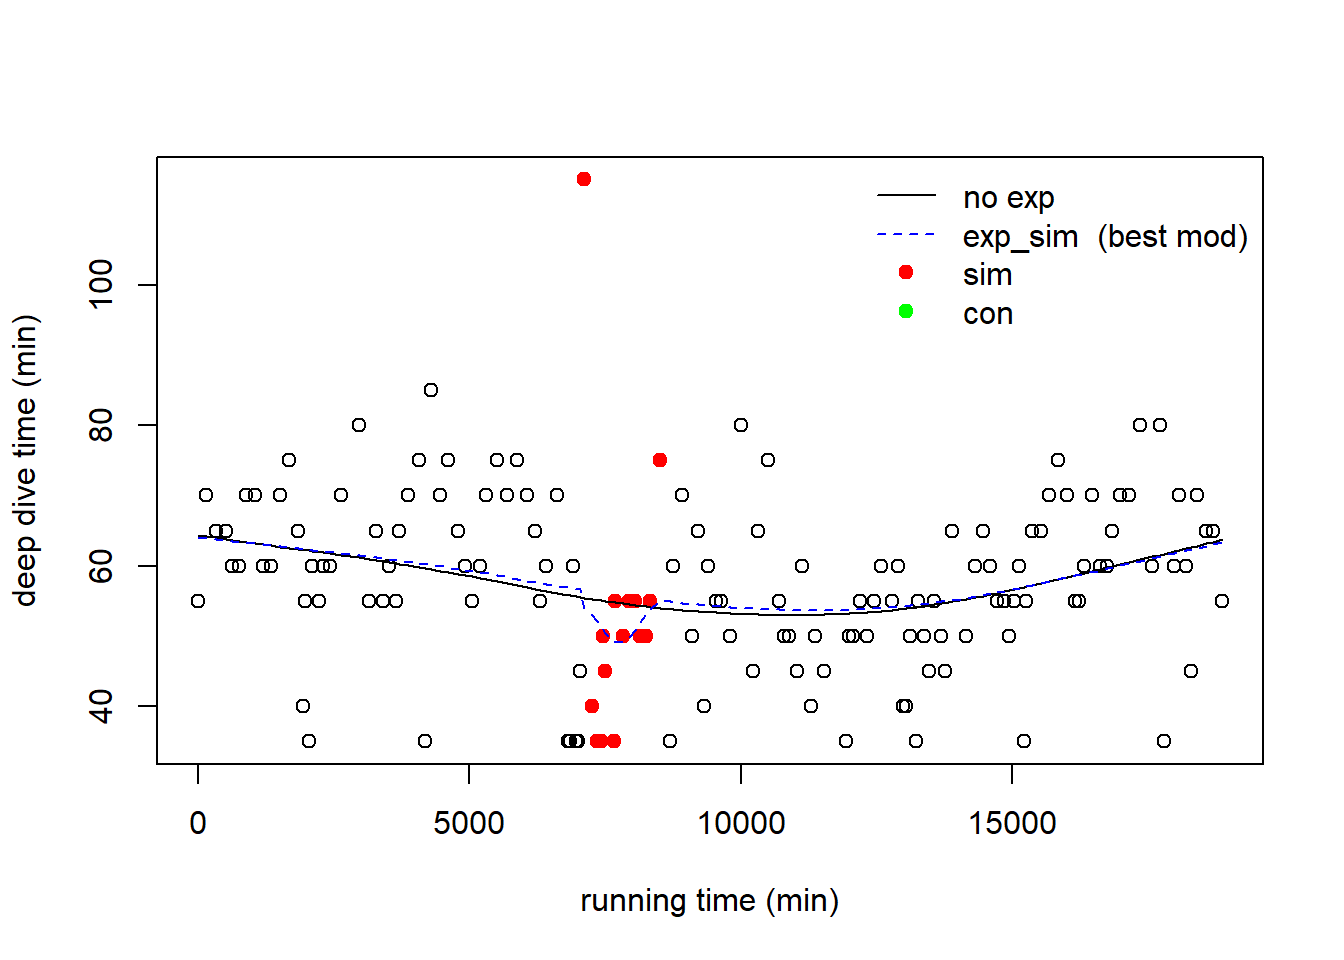 no exp
exp_sim  (best mod)
sim
con
deep dive time (min)
100
80
60
40
0 5000 10000 15000
running time (min)